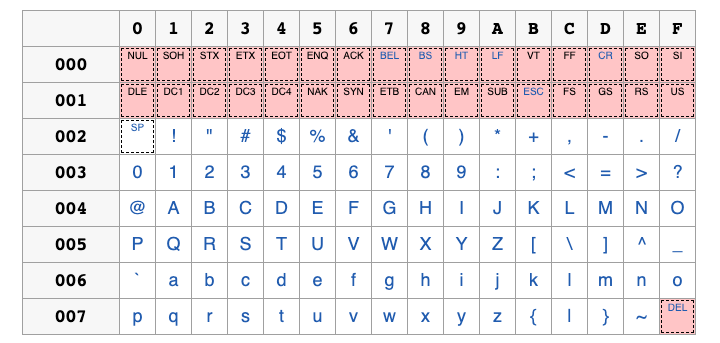 0 1 2 3 4 5 6 7 8 9 A B C D E F
000 NUL SOH STX ETX EOT ENQ ACK BEL BS HT LF VT FF CR SO SI
001 DLE DC1 DC2 DC3 DC4 NAK SYN ETB CAN EM SUB ESC FS GS RS US
002 SP ! " # $ % & ' ( ) * + , - . /
003 0 1 2 3 4 5 6 7 8 9 : ; < = > ?
004 @ A B C D E F G H I J K L M N O
005 P Q R S T U V W X Y Z [ \ ] ^ _
006 ` a b c d e f g h i j k l m n o
007 p q r s t u v w x y z { | } ~ DEL